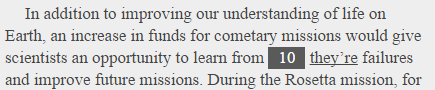 In addition to improving our understanding of life on
Earth, an increase in funds for cometary missions would give
scientists an opportunity to learn from 10 they're failures
and improve future missions. During the Rosetta mission, for